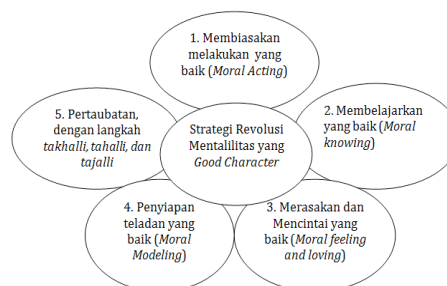 1. Membiasakan
melakukan yang
baik (Moral Acting)
2. Membelajarkan
yang baik (Moral
knowing)
3. Merasakan dan
Mencintai yang
baik (Moral feeling
and loving)
4. Penyiapan
teladan yang
baik (Moral
Modeling)
5. Pertaubatan,
dengan langkah
takhalli, tahalli, dan
tajalli
Strategi Revolusi
Mentalilitas yang
Good Character